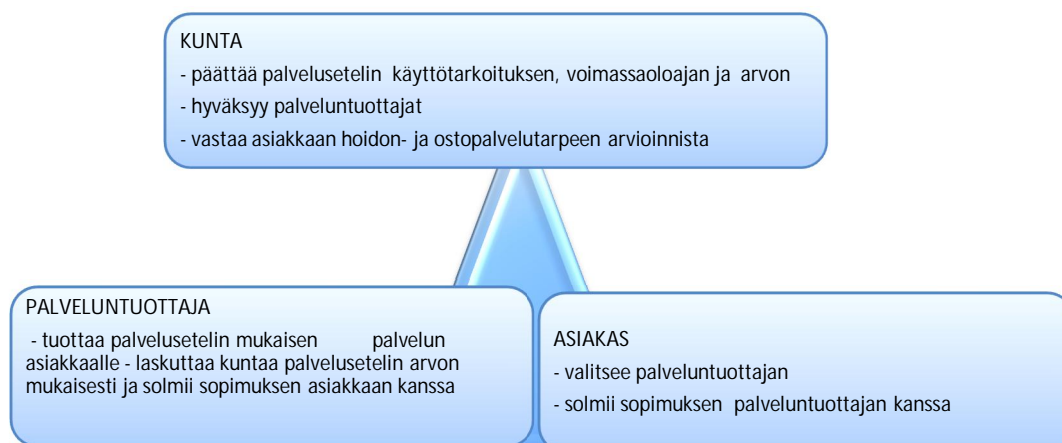 KUNTA
- päättää palvelusetelin käyttötarkoituksen, voimassaoloajan ja arvon
- hyväksyy palveluntuottajat
- vastaa asiakkaan hoidon- ja ostopalvelutarpeen arvioinnista
PALVELUNTUOTTAJA
- tuottaa palvelusetelin mukaisen palvelun
asiakkaalle - laskuttaa kuntaa palvelusetelin arvon
mukaisesti ja solmii sopimuksen asiakkaan kanssa
ASIAKAS
- valitsee palveluntuottajan
- solmii sopimuksen palveluntuottajan kanssa